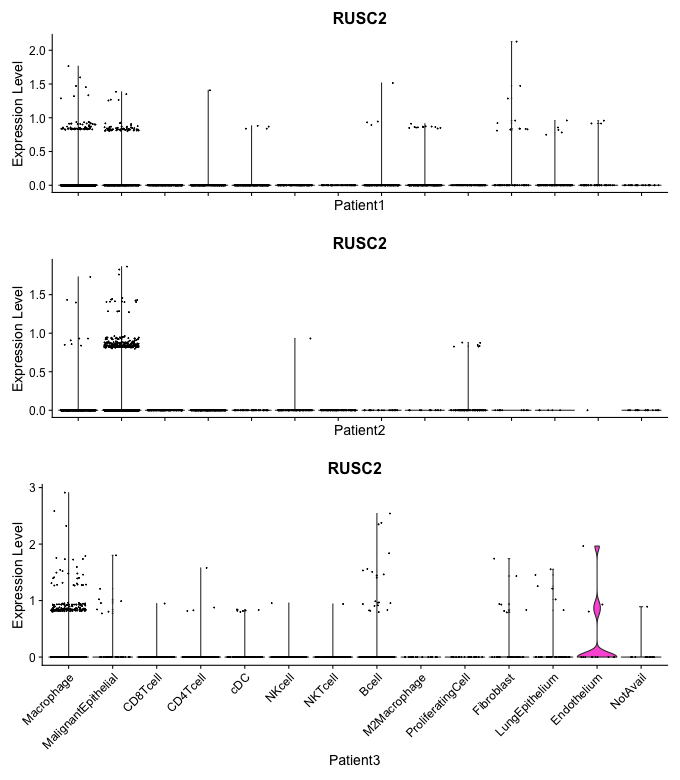 RUSC2
Expression Level
2.0
1.5
1.0
0.5
0.0
Patient1
RUSC2
Expression Level
1.5
1.0
0.5
0.0
Patient2
RUSC2
Expression Level
3
2
1
0
Macrophage
MalignantEpithelial
CD8Tcell
CD4Tcell
cDC
NKcell
NKTcell
Bcell
M2Macrophage
ProliferatingCell
Fibroblast
LungEpithelium
Endothelium
NotAvail
Patient3